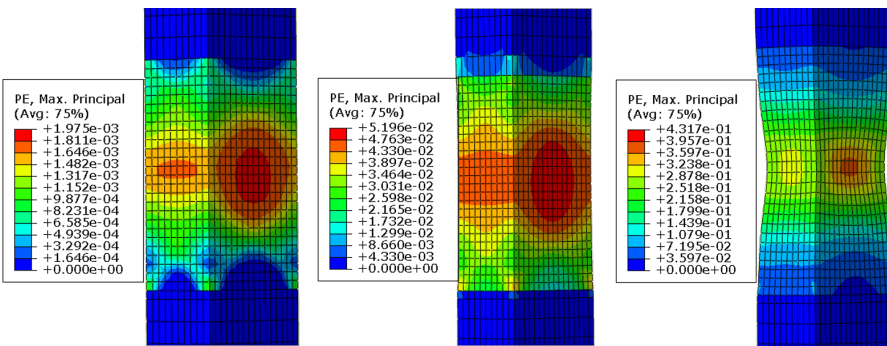 PE, Max. Principal
(Avg: 75%)
+1.975e-03
+1.811e-03
+1.646e-03
+1.482e-03
+1.317e-03
+1.152e-03
+9.877e-04
+8.231e-04
+6.585e-04
+4.939e-04
+3.292e-04
+1.646e-04
+0.000e+00
PE, Max. Principal
(Avg: 75%)
+5.196e-02
+4.763e-02
+4.330e-02
+3.897e-02
+3.464e-02
+3.031e-02
+2.598e-02
+2.165e-02
+1.732e-02
+1.299e-02
+8.660e-03
+4.330e-03
+0.000e+00
PE, Max. Principal
(Avg: 75%)
+4.317e-01
+3.957e-01
+3.597e-01
+3.238e-01
+2.878e-01
+2.518e-01
+2.158e-01
+1.799e-01
+1.439e-01
+1.079e-01
+7.195e-02
+3.597e-02
+0.000e+00